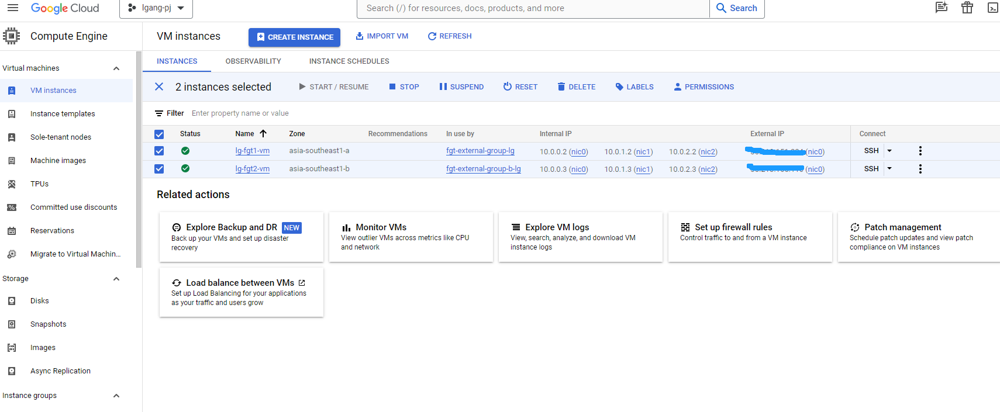 Google Cloud
lgang-pj
Search (/) for resources, docs, products, and more
Search
Compute Engine
VM instances
CREATE INSTANCE
IMPORT VM
REFRESH
Virtual machines
VM instances
Instance templates
Sole-tenant nodes
Machine images
TPUs
Committed use discounts
Reservations
Migrate to Virtual Machin...
Storage
Disks
Snapshots
Images
Async Replication
Instance groups
INSTANCES OBSERVABILITY INSTANCE SCHEDULES
2 instances selected START / RESUME STOP SUSPEND RESET DELETE LABELS PERMISSIONS
Filter Enter property name or value
Status Name Zone Recommendations In use by Internal IP External IP Connect
lg-fgt1-vm asia-southeast1-a fgt-external-group-lg 10.0.0.2 (nic0) 10.0.1.2 (nic1) 10.0.2.2 (nic2) (nic0) SSH
lg-fgt2-vm asia-southeast1-b fgt-external-group-b-lg 10.0.0.3 (nic0) 10.0.1.3 (nic1) 10.0.2.3 (nic2) (nic0) SSH
Related actions
Explore Backup and DR NEW
Back up your VMs and set up disaster
recovery
Monitor VMs
View outlier VMs across metrics like CPU
and network
Explore VM logs
View, search, analyze, and download VM
instance logs
Set up firewall rules
Control traffic to and from a VM instance
Patch management
Schedule patch updates and view patch
compliance on VM instances
Load balance between VMs
Set up Load Balancing for your applications
as your traffic and users grow